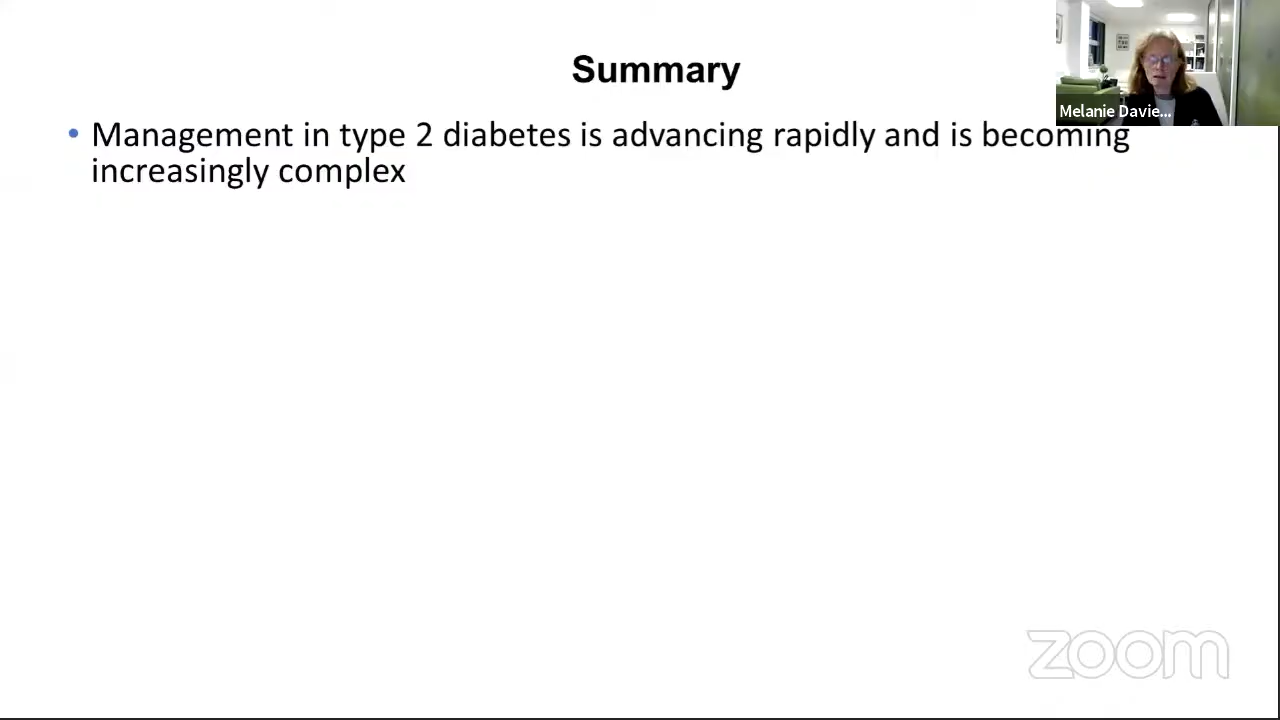 Summary
Melanie Davie...
• Management in type 2 diabetes is advancing rapidly and is becoming
increasingly complex
zoom